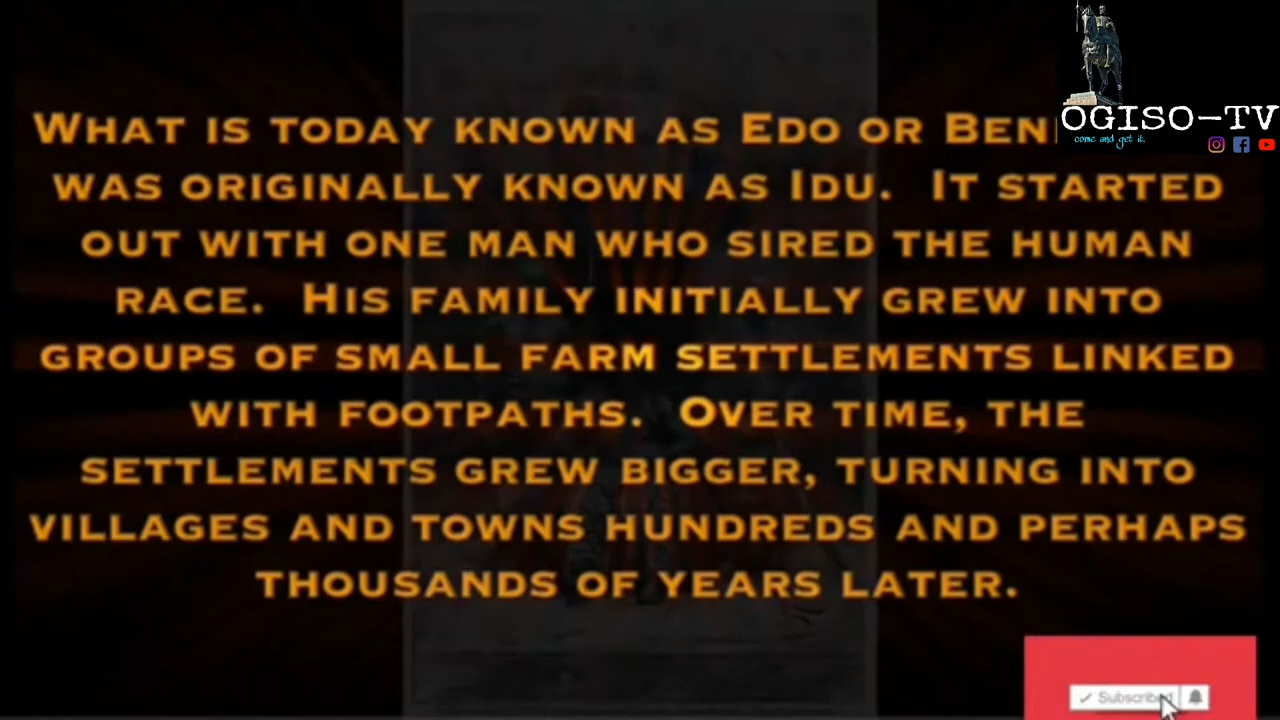 What is today known as Edo or
was originally known as Idu. It started
out with one man who sired the human
race. His family initially grew into
groups of small farm settlements linked
with footpaths. Over time, the
settlements grew bigger, turning into
villages and towns hundreds and perhaps
thousands of years later.
OGISO-TV
come and get it.
Subscribed